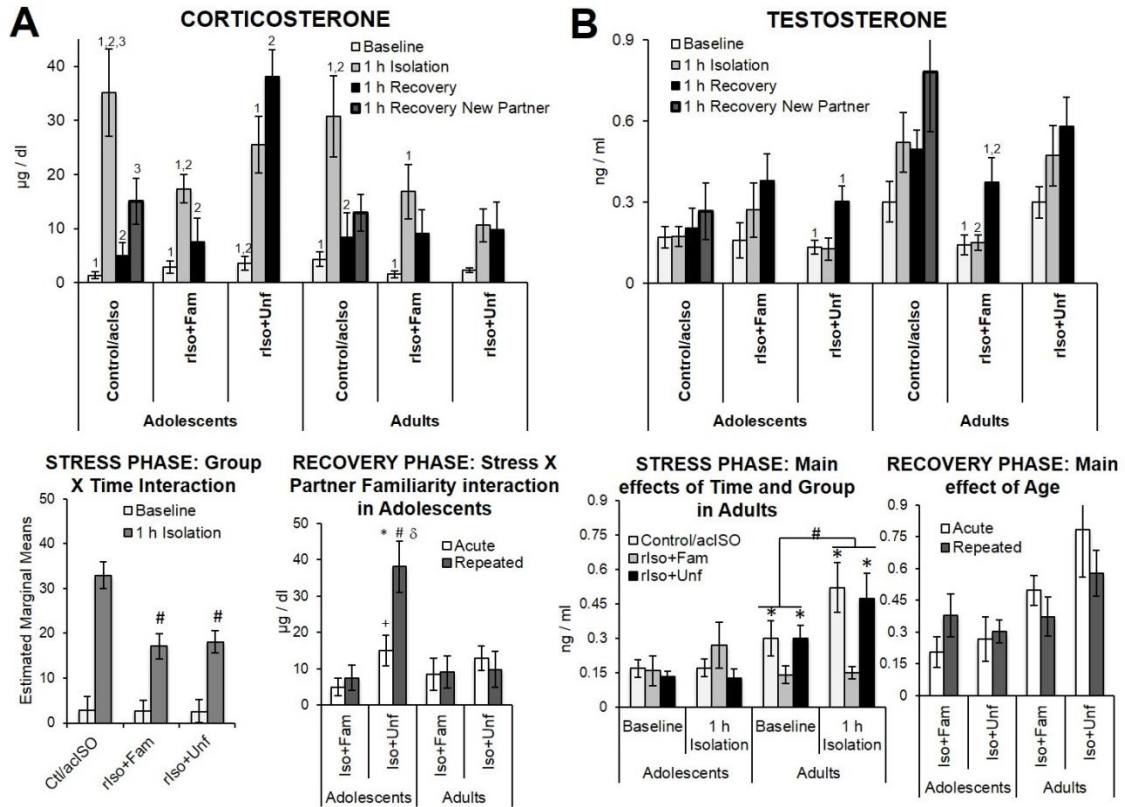 A
CORTICOSTERONE
Baseline
1 h Isolation
1 h Recovery
1 h Recovery New Partner
µg / dl
40
30
20
10
0
1,2,3
1
2
3
1,2
1
2
1
1,2
2
1,2
1
2
1
1
Control/acIso
rIso+Fam
rIso+Unf
Control/acIso
rIso+Fam
rIso+Unf
Adolescents
Adults
B
TESTOSTERONE
Baseline
1 h Isolation
1 h Recovery
1 h Recovery New Partner
ng / ml
0.9
0.6
0.3
0
1
1
1
2
1,2
Control/acIso
rIso+Fam
rIso+Unf
Control/acIso
rIso+Fam
rIso+Unf
Adolescents
Adults
STRESS PHASE: Group
X Time Interaction
Baseline
1 h Isolation
Estimated Marginal Means
50
40
30
20
10
0
#
#
Ctl/acISO
rIso+Fam
rIso+Unf
RECOVERY PHASE: Stress X
Partner Familiarity interaction
in Adolescents
Acute
Repeated
µg / dl
50
40
30
20
10
0
* # δ
+
Iso+Fam
Iso+Unf
Iso+Fam
Iso+Unf
Adolescents
Adults
STRESS PHASE: Main
effects of Time and Group
in Adults
Control/acISO
rIso+Fam
rIso+Unf
ng / ml
0.9
0.75
0.6
0.45
0.3
0.15
0
#
*
*
*
*
Baseline
1 h
Isolation
Baseline
1 h
Isolation
Adolescents
Adults
RECOVERY PHASE: Main
effect of Age
Acute
Repeated
0.9
0.75
0.6
0.45
0.3
0.15
0
Iso+Fam
Iso+Unf
Iso+Fam
Iso+Unf
Adolescents
Adults